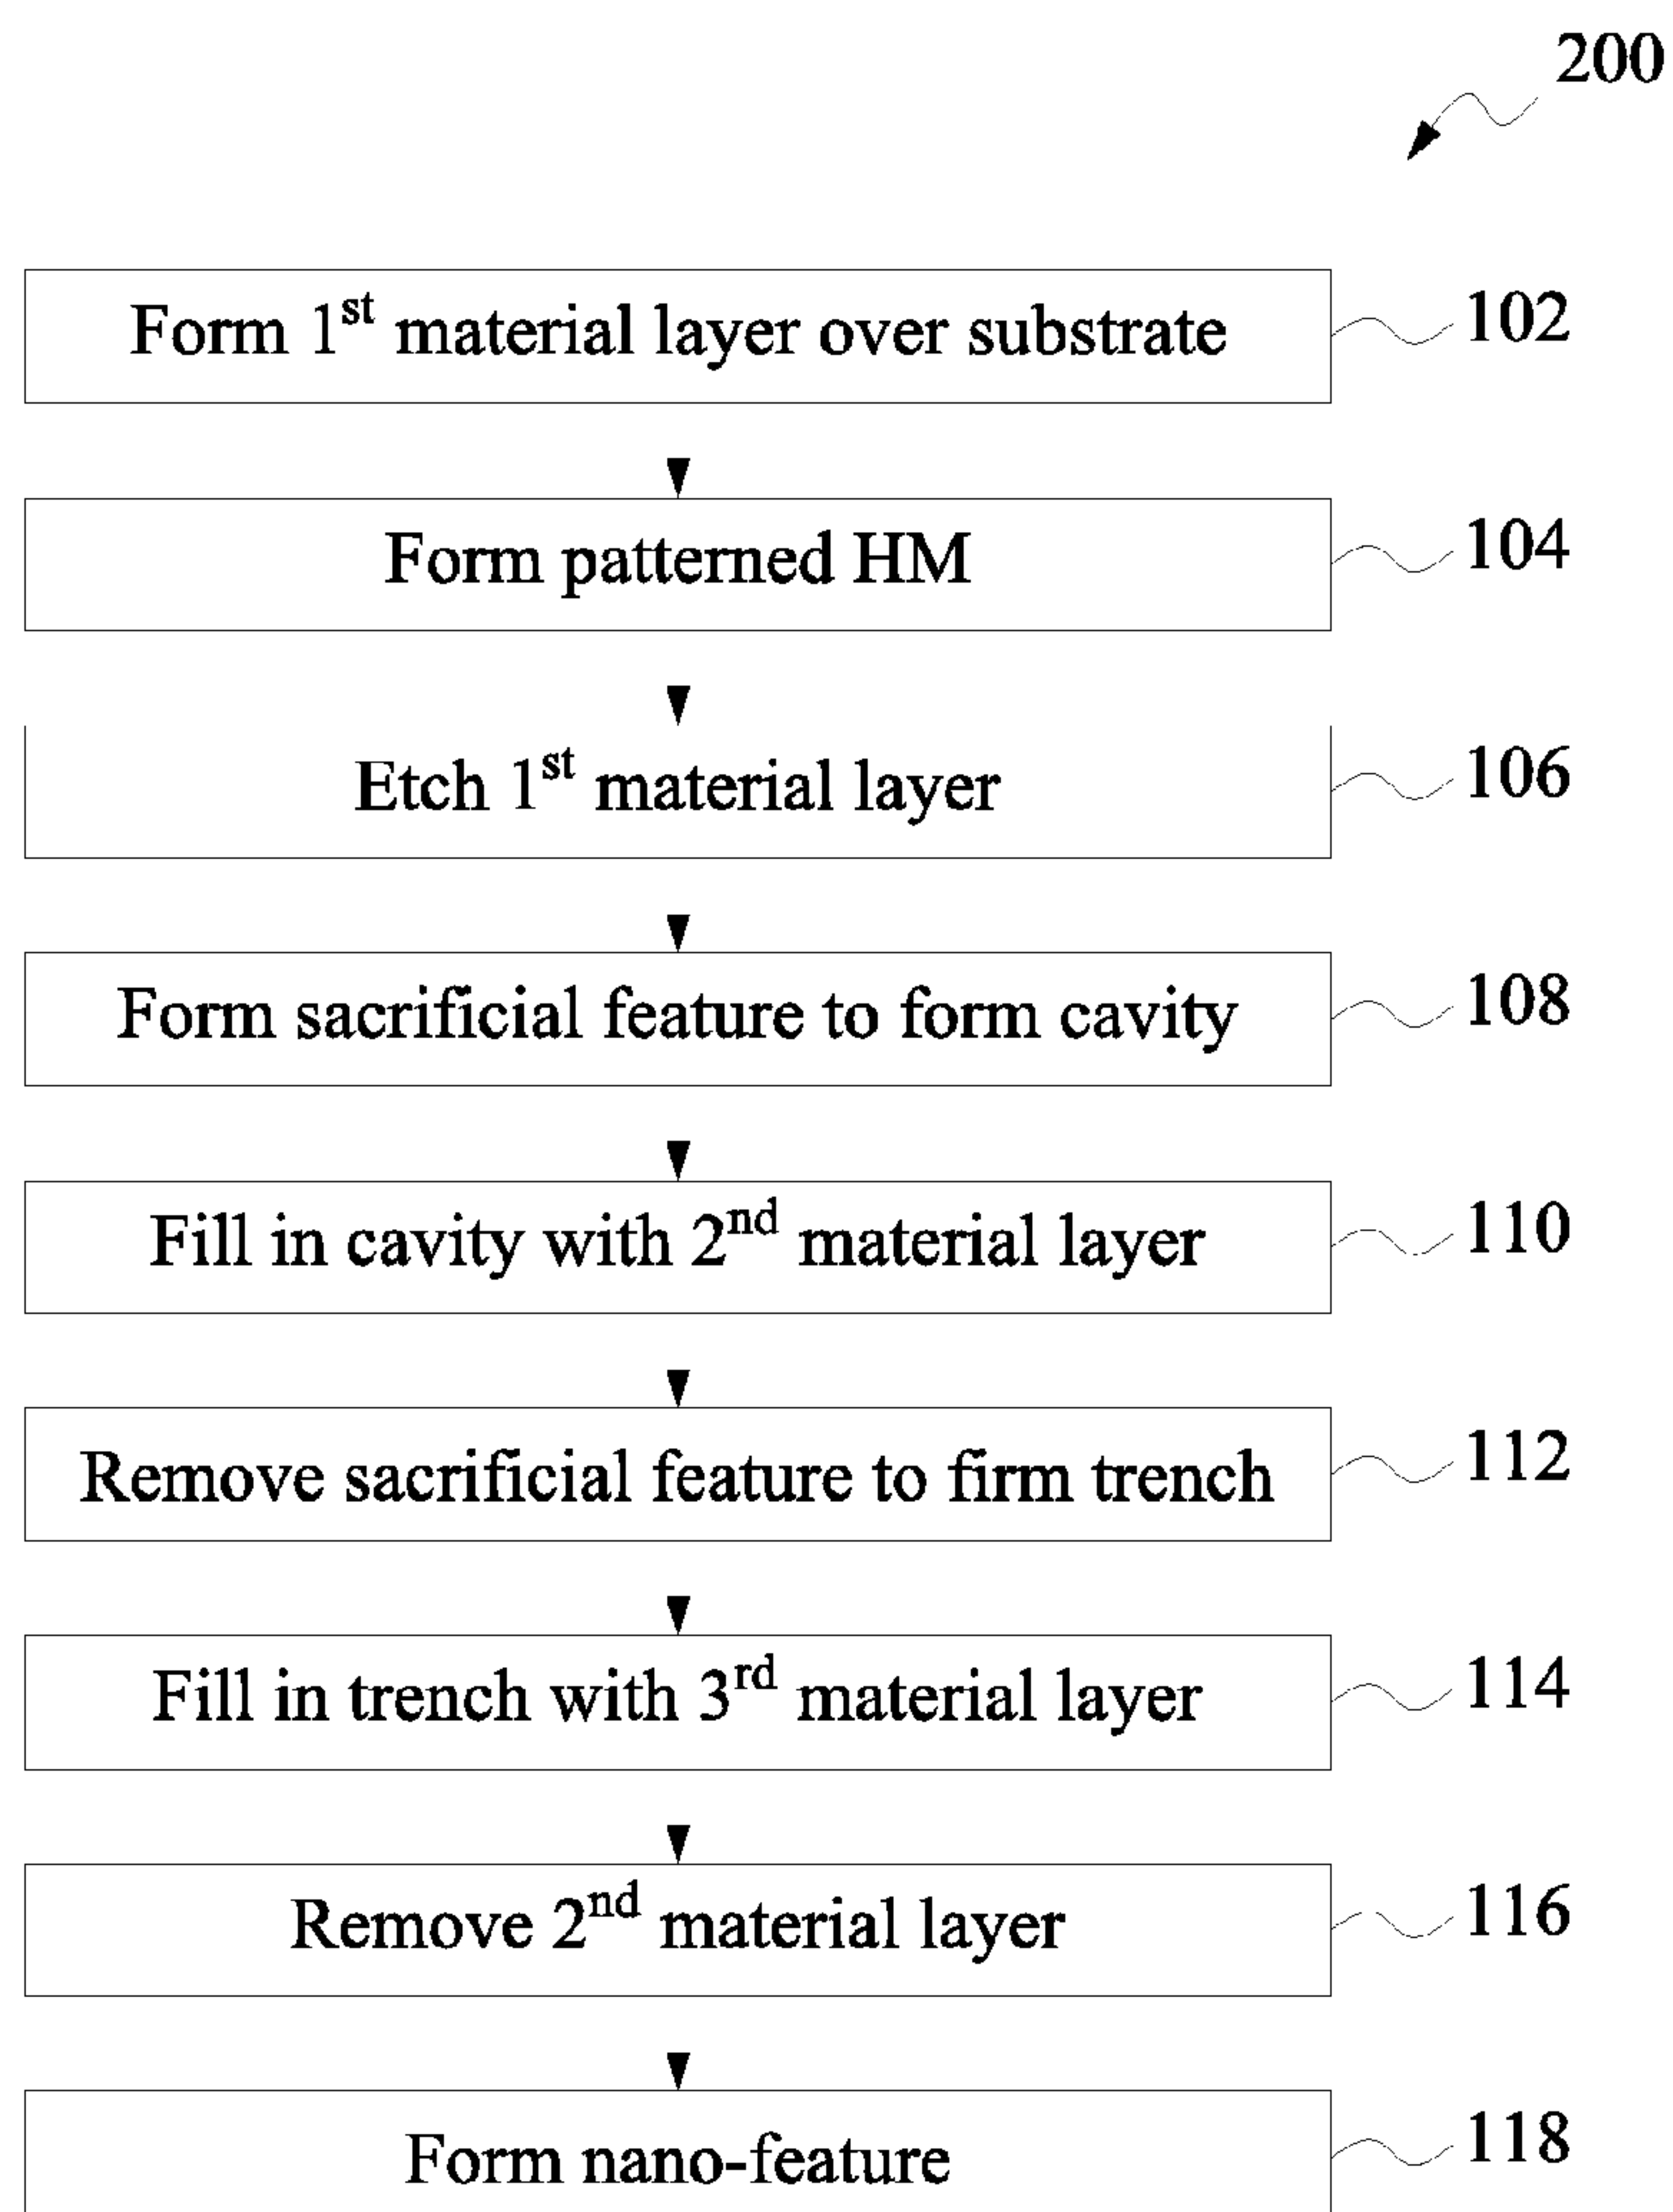 200
Form 1st material layer over substrate 102
Form patterned HM 104
Etch 1st material layer 106
Form sacrificial feature to form cavity 108
Fill in cavity with 2nd material layer 110
Remove sacrificial feature to firm trench 112
Fill in trench with 3rd material layer 114
Remove 2nd material layer 116
Form nano-feature 118